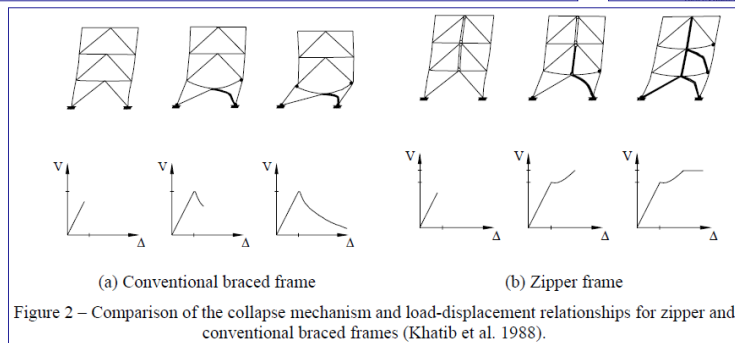 V V V V V V
Δ Δ Δ Δ Δ Δ
(a) Conventional braced frame (b) Zipper frame
Figure 2 – Comparison of the collapse mechanism and load-displacement relationships for zipper and
conventional braced frames (Khatib et al. 1988).